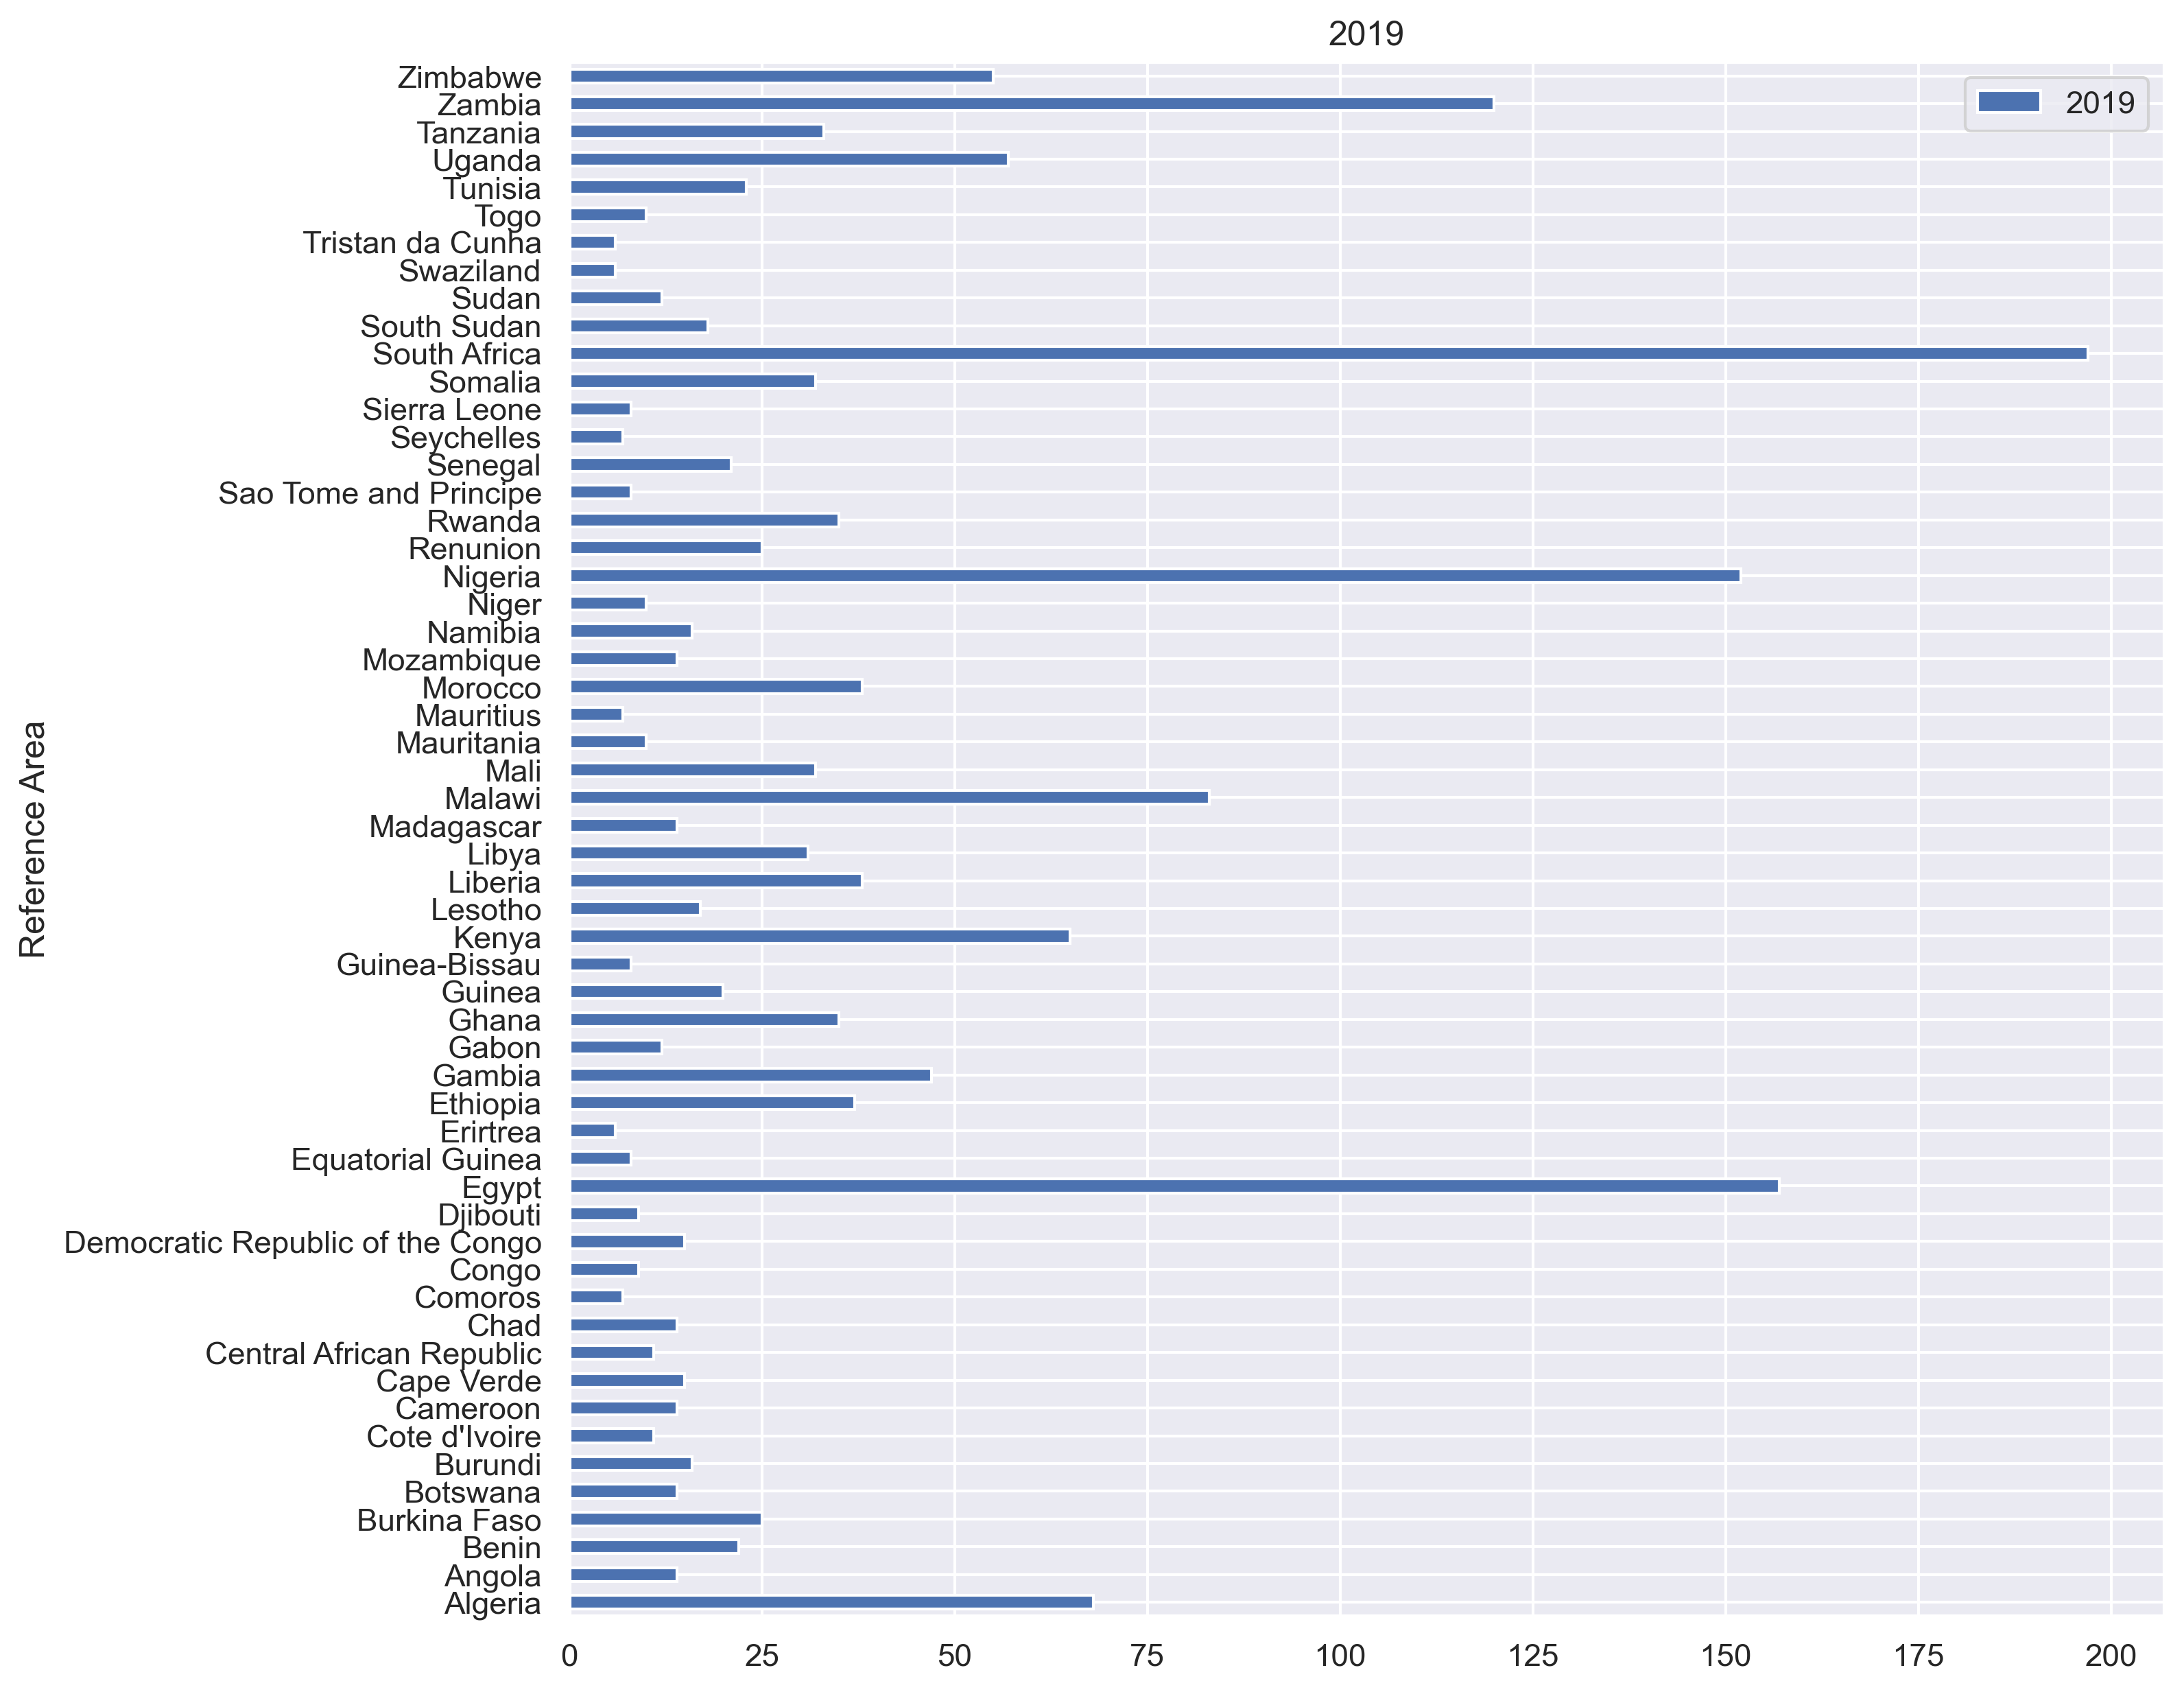 2019
2019
Zimbabwe
Zambia
Tanzania
Uganda
Tunisia
Togo
Tristan da Cunha
Swaziland
Sudan
South Sudan
South Africa
Somalia
Sierra Leone
Seychelles
Senegal
Sao Tome and Principe
Rwanda
Renunion
Nigeria
Niger
Namibia
Mozambique
Morocco
Mauritius
Mauritania
Mali
Malawi
Madagascar
Libya
Liberia
Lesotho
Kenya
Guinea-Bissau
Guinea
Ghana
Gabon
Gambia
Ethiopia
Erirtrea
Equatorial Guinea
Egypt
Djibouti
Democratic Republic of the Congo
Congo
Comoros
Chad
Central African Republic
Cape Verde
Cameroon
Cote d'Ivoire
Burundi
Botswana
Burkina Faso
Benin
Angola
Algeria
Reference Area
0 25 50 75 100 125 150 175 200